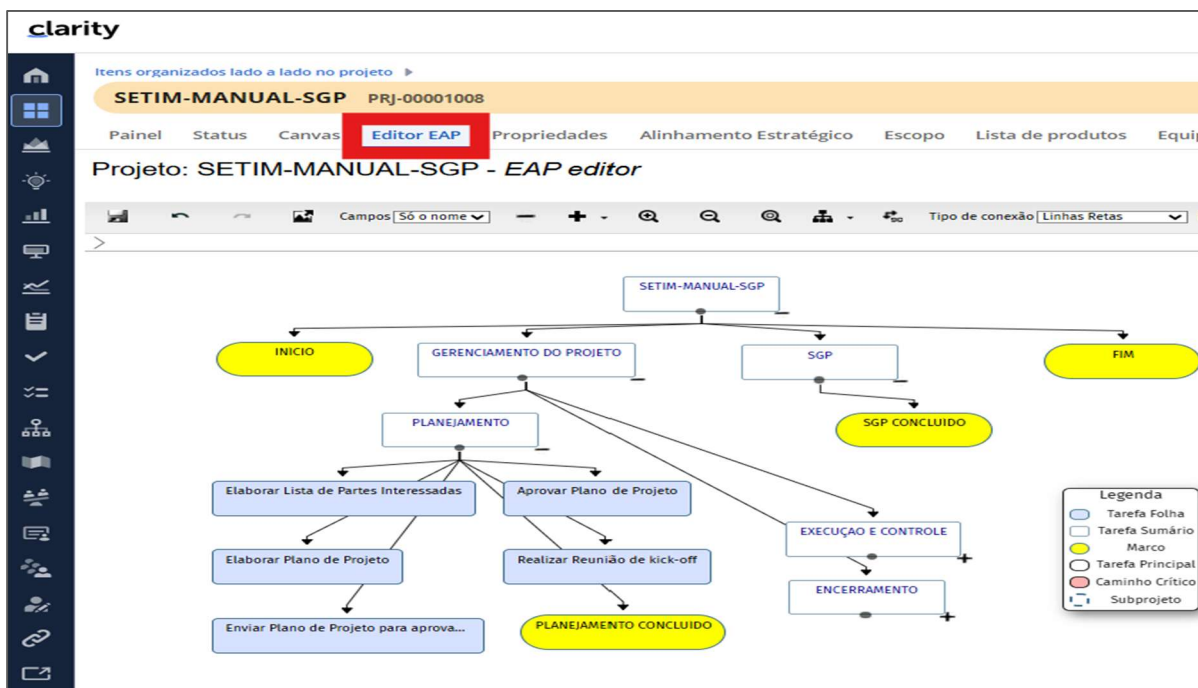 clarity
Itens organizados lado a lado no projeto
SETIM-MANUAL-SGP PRJ-00001008
Painel Status Canvas Editor EAP Propriedades Alinhamento Estratégico Escopo Lista de produtos Equip
Projeto: SETIM-MANUAL-SGP - EAP editor
Campos Só o nome Tipo de conexão Linhas Retas
SETIM-MANUAL-SGP
INICIO GERENCIAMENTO DO PROJETO SGP FIM
PLANEJAMENTO SGP CONCLUIDO
Elaborar Lista de Partes Interessadas Aprovar Plano de Projeto
EXECUÇAO E CONTROLE
Elaborar Plano de Projeto Realizar Reunião de kick-off
ENCERRAMENTO
Enviar Plano de Projeto para aprova... PLANEJAMENTO CONCLUIDO
Legenda
Tarefa Folha
Tarefa Sumário
Marco
Tarefa Principal
Caminho Crítico
Subprojeto